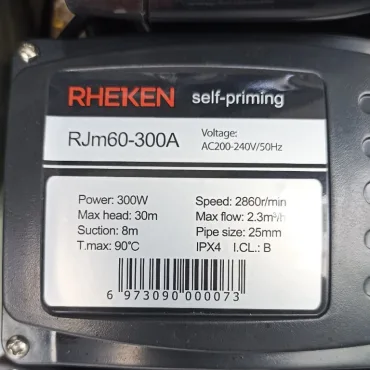 RHEKEN self-priming
RJm60-300A
Voltage:
AC200-240V/50Hz
Power: 300W Speed: 2860r/min
Max head: 30m Max flow: 2.3m³/h
Suction: 8m Pipe size: 25mm
T.max: 90℃ IPX4 I.CL.: B
6 973090 000073